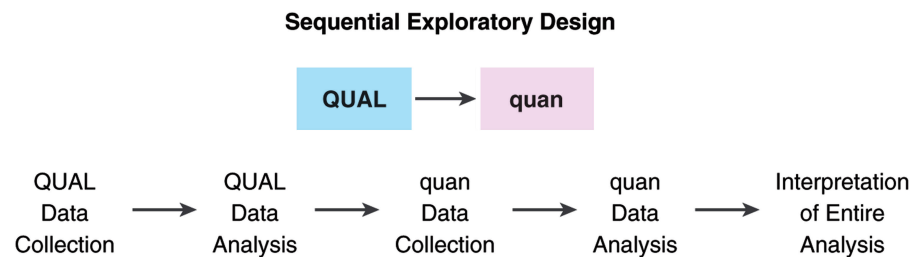 Sequential Exploratory Design
QUAL
quan
QUAL
Data
Collection
QUAL
Data
Analysis
quan
Data
Collection
quan
Data
Analysis
Interpretation
of Entire
Analysis